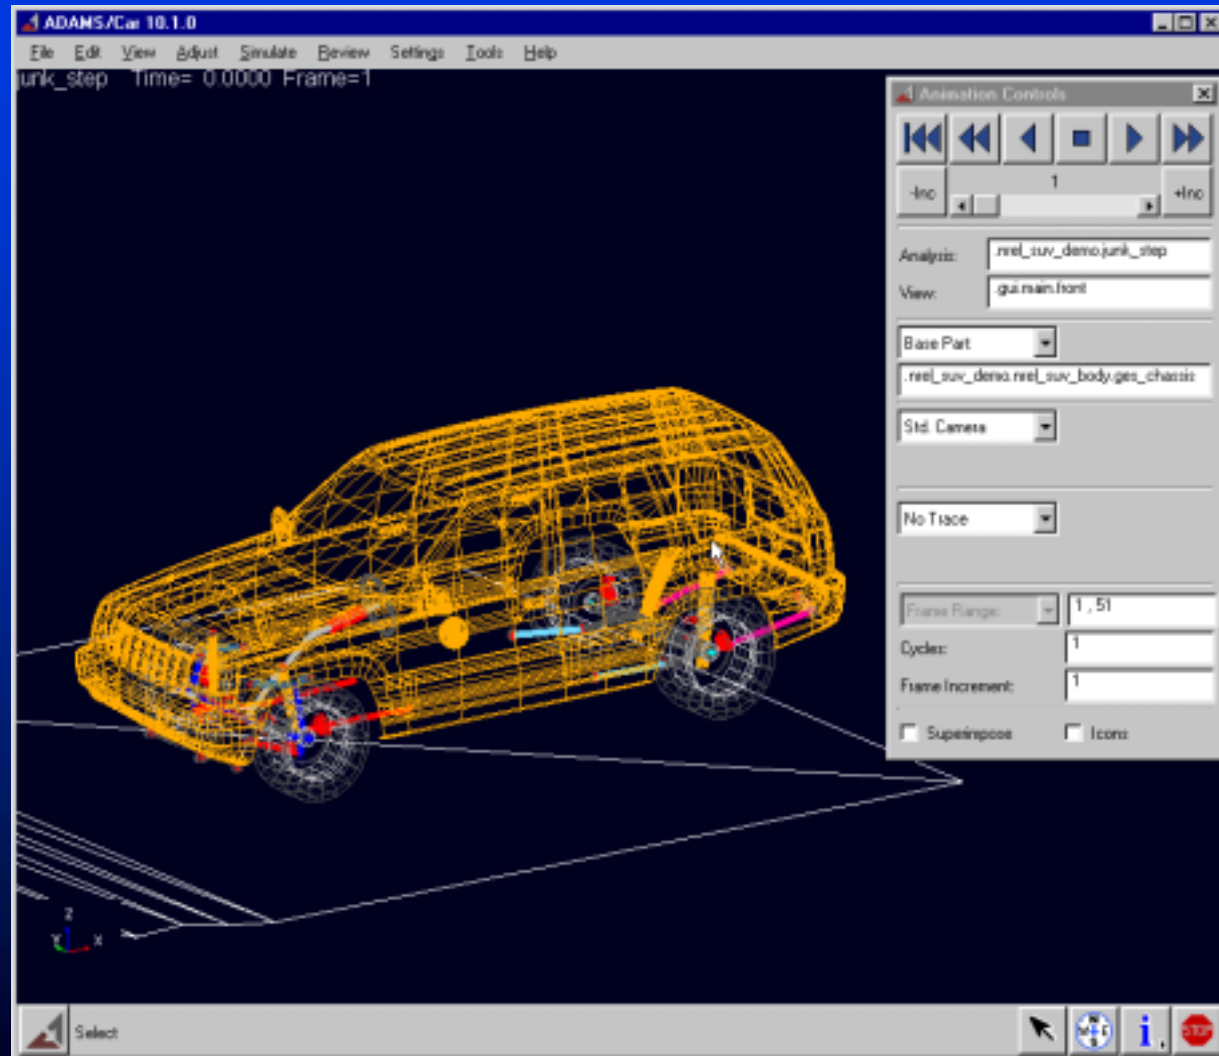 ADAMS/Car 10.1.0
File Edit View Adjust Simulate Review Settings Tools Help
junk_step Time= 0.0000 Frame=1
Animation Controls
1
-Inc +Inc
Analysis: .nrel_suv_demo.junk_step
View: .gui.main.front
Base Part
.nrel_suv_demo.nrel_suv_body.ges_chassis
Std. Camera
No Trace
Frame Range: 1 , 51
Cycles: 1
Frame Increment: 1
Superimpose Icons
Z
Y X
Select
N
W E
S
i
STOP